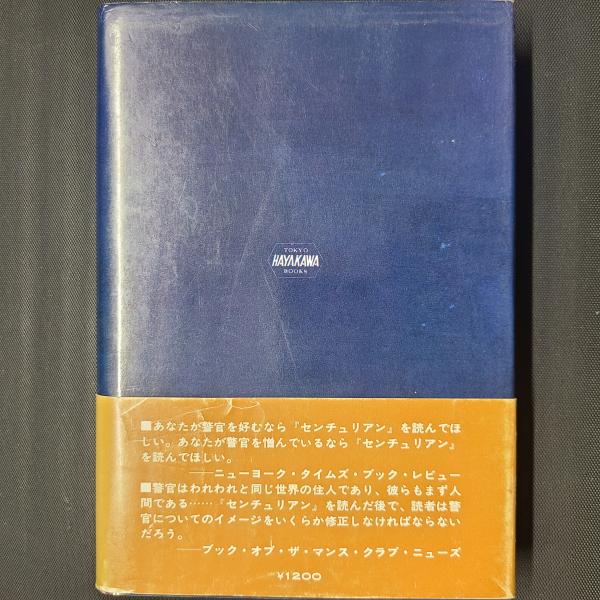 TOKYO
HAYAKAWA
BOOKS
■あなたが警官を好むなら『センチュリアン』を読んでほ
しい。あなたが警官を憎んでいるなら『センチュリアン』
を読んでほしい。
――ニューヨーク・タイムズ・ブック・レビュー
■警官はわれわれと同じ世界の住人であり、彼らもまず人
間である……『センチュリアン』を読んだ後で、読者は警
官についてのイメージをいくらか修正しなければならない
だろう。
――ブック・オブ・ザ・マンス・クラブ・ニューズ
¥1200